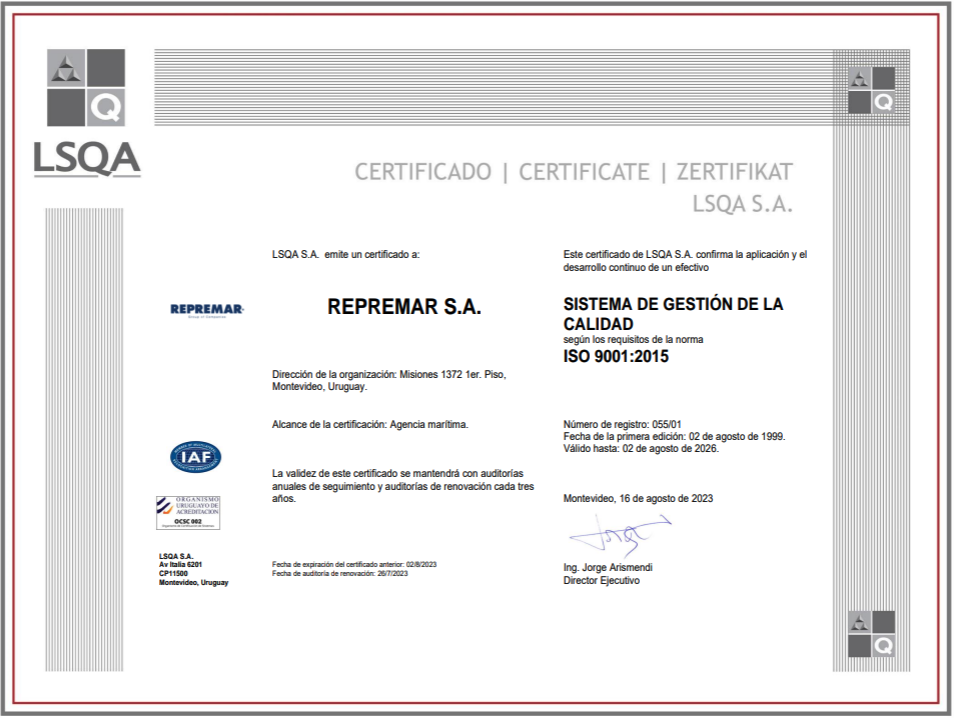 LSQA
CERTIFICADO | CERTIFICATE | ZERTIFIKAT
LSQA S.A.
LSQA S.A. emite un certificado a:
REPREMAR
REPREMAR S.A.
Dirección de la organización: Misiones 1372 1er. Piso,
Montevideo, Uruguay.
Alcance de la certificación: Agencia marítima.
La validez de este certificado se mantendrá con auditorías
anuales de seguimiento y auditorías de renovación cada tres
años.
Fecha de expiración del certificado anterior: 02/8/2023
Fecha de auditoría de renovación: 26/7/2023
Este certificado de LSQA S.A. confirma la aplicación y el
desarrollo continuo de un efectivo
SISTEMA DE GESTIÓN DE LA
CALIDAD
según los requisitos de la norma
ISO 9001:2015
Número de registro: 055/01
Fecha de la primera edición: 02 de agosto de 1999.
Válido hasta: 02 de agosto de 2026.
Montevideo, 16 de agosto de 2023
Ing. Jorge Arismendi
Director Ejecutivo
IAF
ORGANISMO
URUGUAYO DE
ACREDITACION
OCSC 002
LSQA S.A.
Av Italia 6201
CP11500
Montevideo, Uruguay
Q
Q
Q